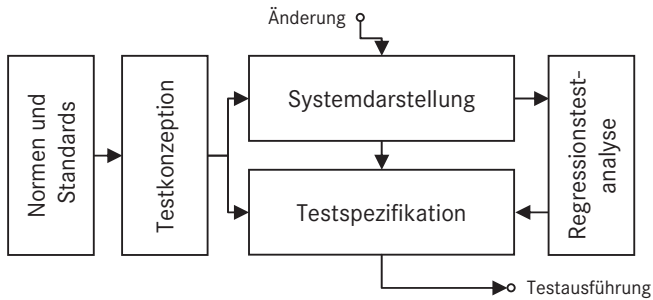 Änderung
Normen und
Standards
Testkonzeption
Systemdarstellung
Testspezifikation
Regressionstest-
analyse
Testausführung